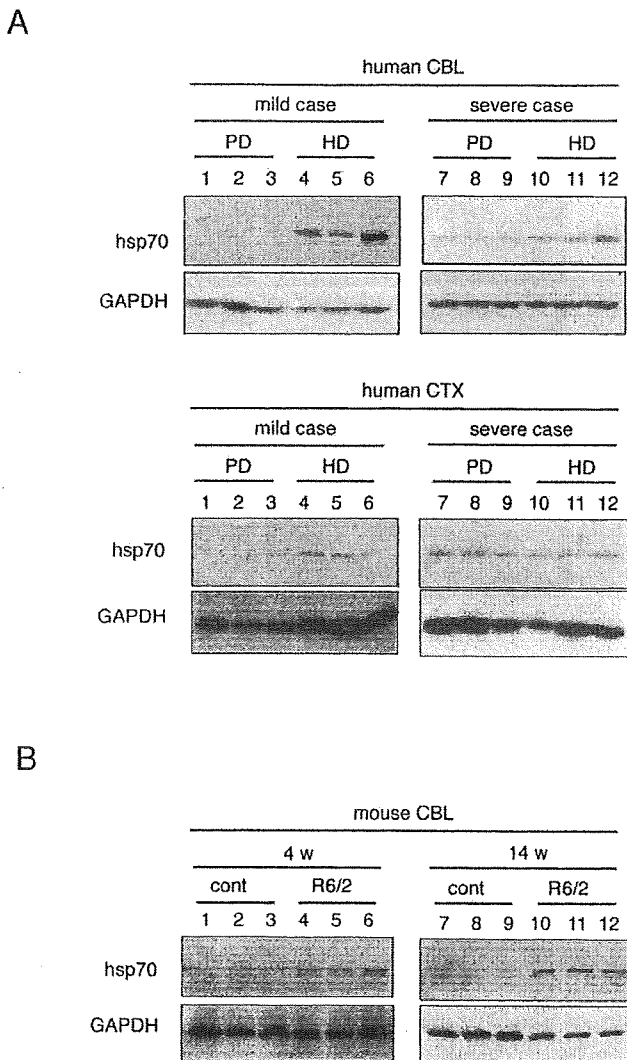 A
human CBL
mild case severe case
PD HD PD HD
1 2 3 4 5 6 7 8 9 10 11 12
hsp70
GAPDH
human CTX
mild case severe case
PD HD PD HD
1 2 3 4 5 6 7 8 9 10 11 12
hsp70
GAPDH
B
mouse CBL
4 w 14 w
cont R6/2 cont R6/2
1 2 3 4 5 6 7 8 9 10 11 12
hsp70
GAPDH